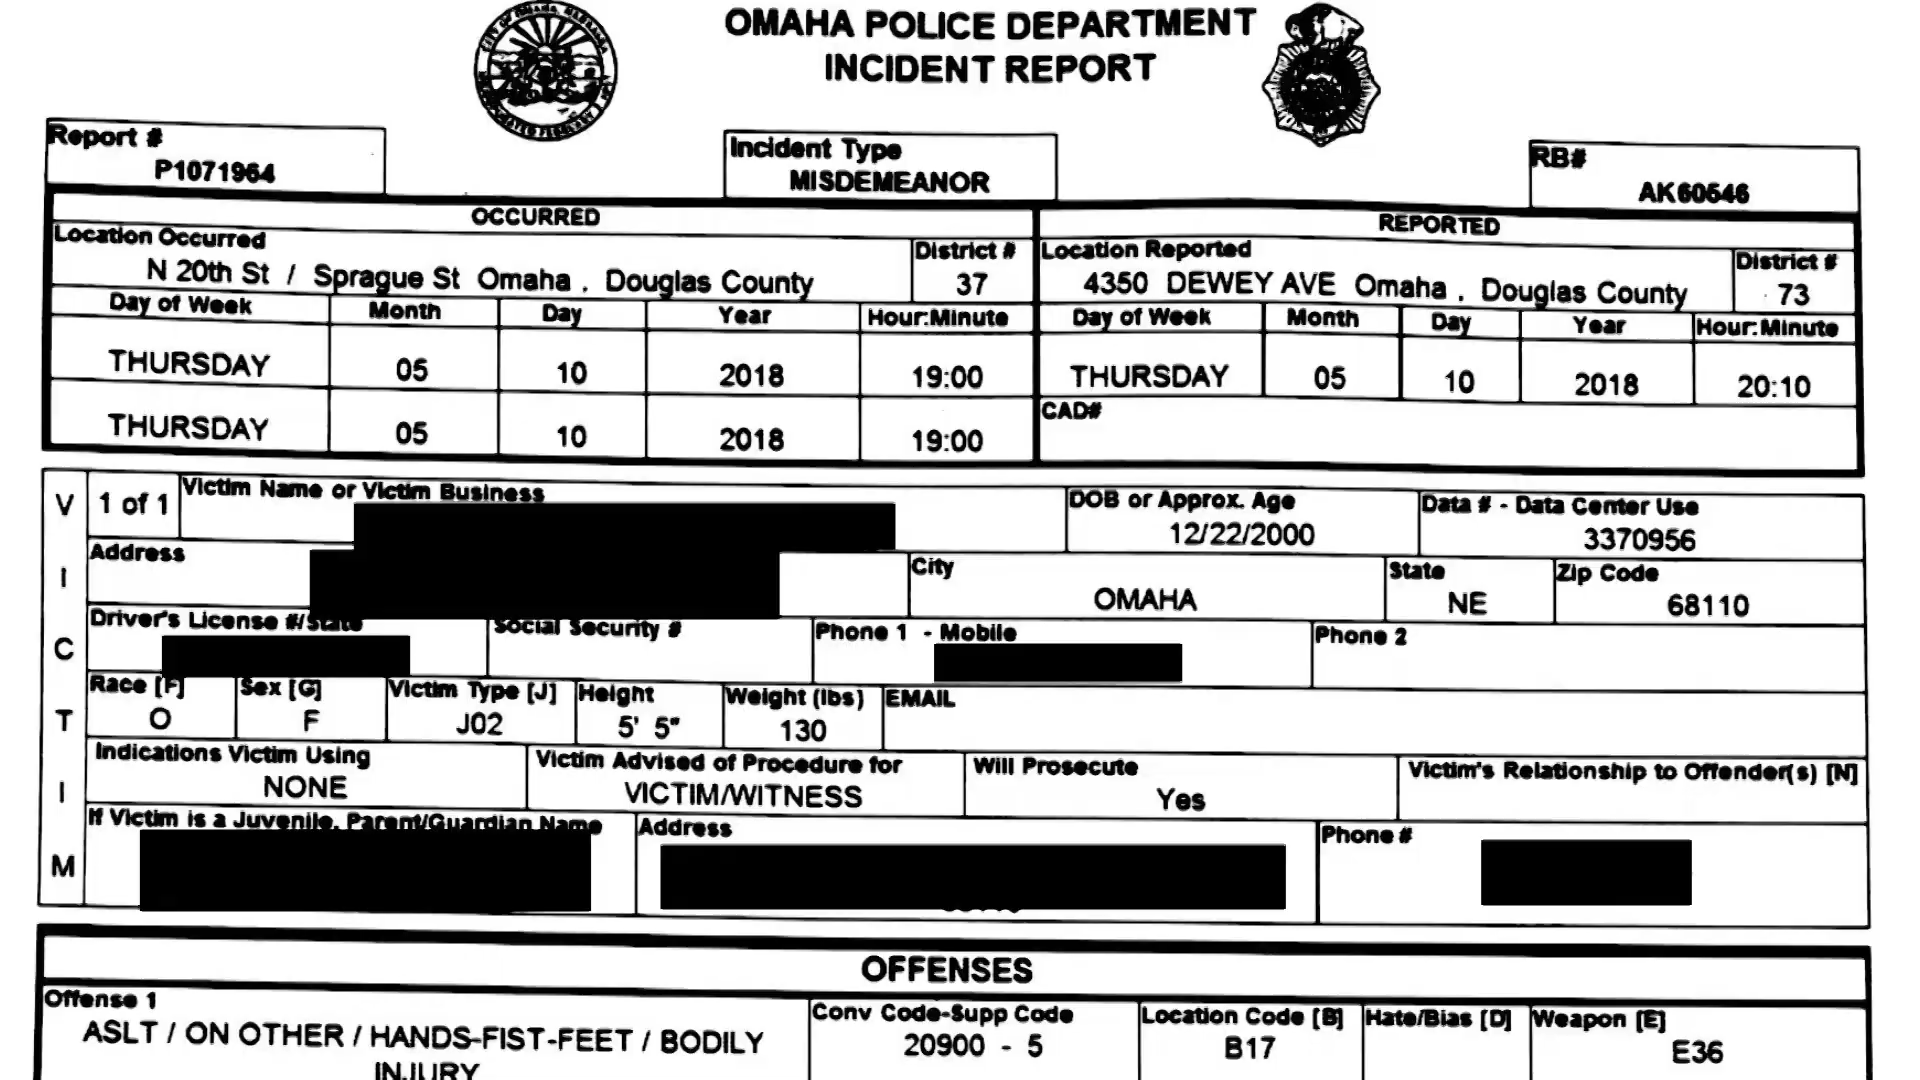 OMAHA POLICE DEPARTMENT
INCIDENT REPORT
Report #
P1071964
Incident Type
MISDEMEANOR
RB#
AK60546
OCCURRED
REPORTED
Location Occurred
N 20th St / Sprague St Omaha , Douglas County
District #
37
Location Reported
4350 DEWEY AVE Omaha , Douglas County
District #
73
Day of Week Month Day Year Hour:Minute
Day of Week Month Day Year Hour:Minute
THURSDAY 05 10 2018 19:00
THURSDAY 05 10 2018 20:10
THURSDAY 05 10 2018 19:00
CAD#
VICTIM
1 of 1
Victim Name or Victim Business
DOB or Approx. Age
12/22/2000
Data # - Data Center Use
3370956
Address
City
OMAHA
State
NE
Zip Code
68110
Driver's License #/State
Social Security #
Phone 1 - Mobile
Phone 2
Race [F]
O
Sex [G]
F
Victim Type [J]
J02
Height
5' 5"
Weight (lbs)
130
EMAIL
Indications Victim Using
NONE
Victim Advised of Procedure for
VICTIM/WITNESS
Will Prosecute
Yes
Victim's Relationship to Offender(s) [N]
If Victim is a Juvenile, Parent/Guardian Name
Address
Phone #
OFFENSES
Offense 1
ASLT / ON OTHER / HANDS-FIST-FEET / BODILY
INJURY
Conv Code-Supp Code
20900 - 5
Location Code [B]
B17
Hate/Bias [D]
Weapon [E]
E36